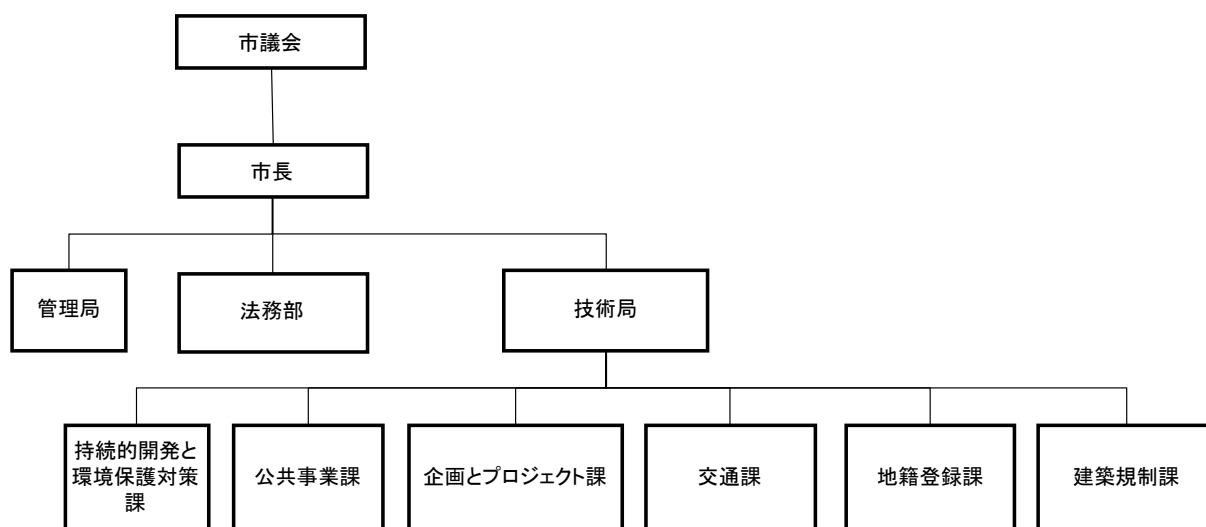 市議会
市長
管理局
法務部
技術局
持続的開発と
環境保護対策
課
公共事業課
企画とプロジェクト課
交通課
地籍登録課
建築規制課